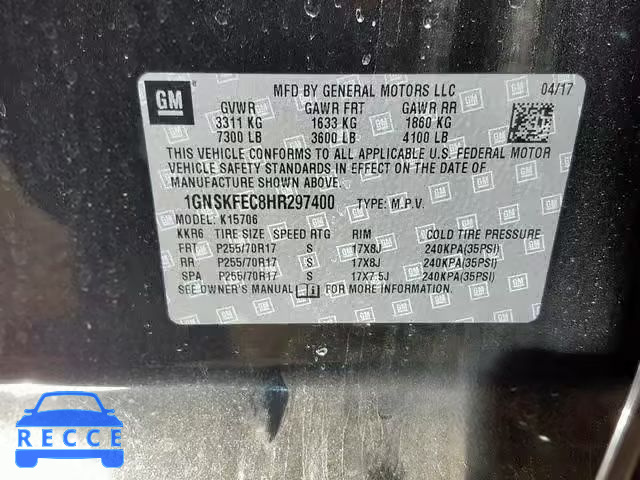 GM
MFD BY GENERAL MOTORS LLC
04/17
GVWR GAWR FRT GAWR RR
3311 KG 1633 KG 1860 KG
7300 LB 3600 LB 4100 LB
THIS VEHICLE CONFORMS TO ALL APPLICABLE U.S. FEDERAL MOTOR
VEHICLE SAFETY STANDARDS IN EFFECT ON THE DATE OF
MANUFACTURE SHOWN ABOVE.
1GNSKFEC8HR297400 TYPE: M.P.V.
MODEL: K15706
KKR6 TIRE SIZE SPEED RTG RIM COLD TIRE PRESSURE
FRT P255/70R17 S 17X8J 240KPA(35PSI)
RR P255/70R17 S 17X8J 240KPA(35PSI)
SPA P255/70R17 S 17X7.5J 240KPA(35PSI)
SEE OWNER'S MANUAL FOR MORE INFORMATION.
RECCE